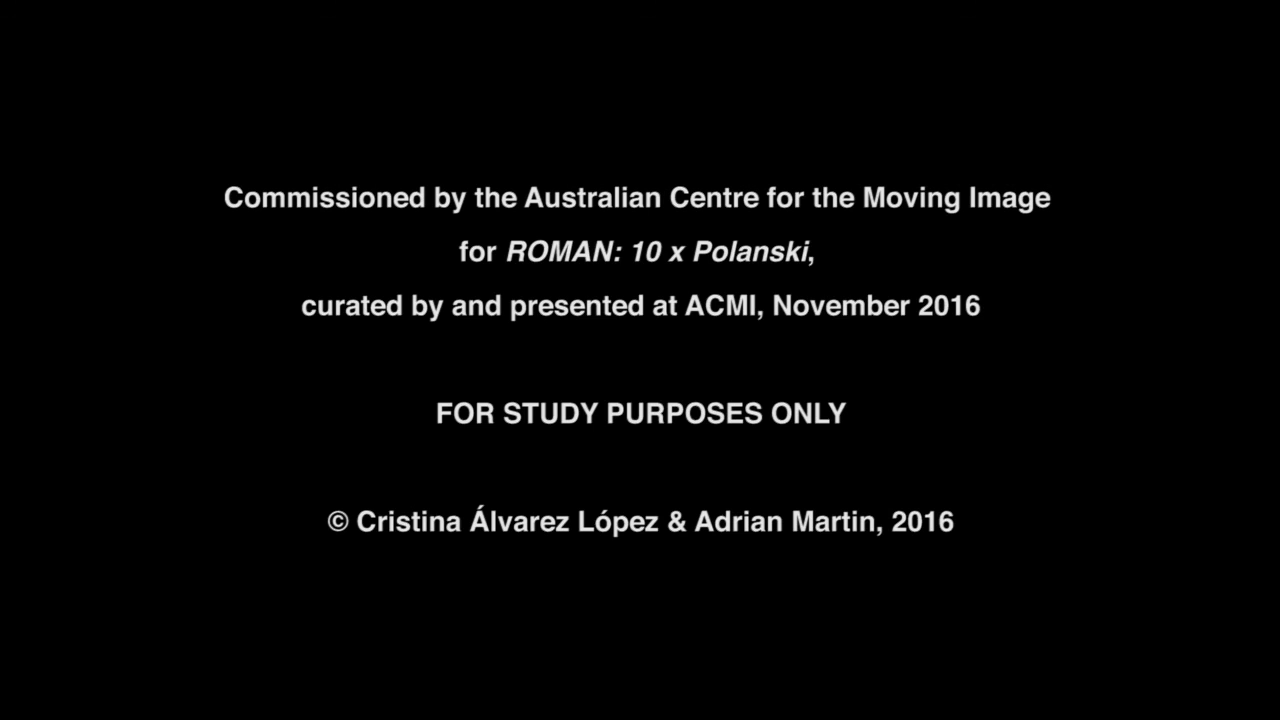 Commissioned by the Australian Centre for the Moving Image
for ROMAN: 10 x Polanski,
curated by and presented at ACMI, November 2016
FOR STUDY PURPOSES ONLY
© Cristina Álvarez López & Adrian Martin, 2016